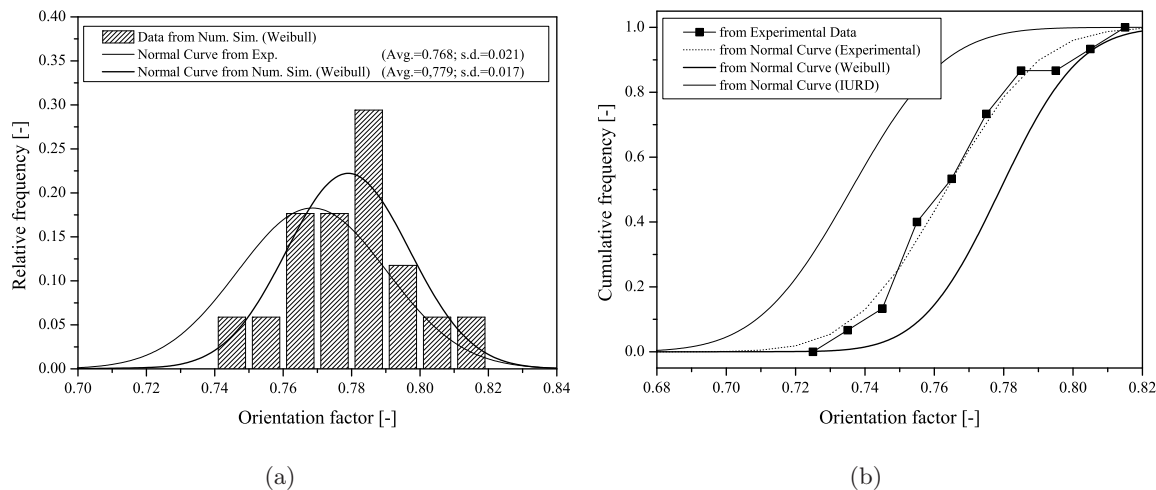 Data from Num. Sim. (Weibull)
Normal Curve from Exp. (Avg.=0.768; s.d.=0.021)
Normal Curve from Num. Sim. (Weibull) (Avg.=0,779; s.d.=0.017)
0.40
0.35
0.30
0.25
0.20
0.15
0.10
0.05
0.00
Relative frequency [-]
0.70 0.72 0.74 0.76 0.78 0.80 0.82 0.84
Orientation factor [-]
(a)
from Experimental Data
from Normal Curve (Experimental)
from Normal Curve (Weibull)
from Normal Curve (IURD)
1.0
0.8
0.6
0.4
0.2
0.0
Cumulative frequency [-]
0.68 0.70 0.72 0.74 0.76 0.78 0.80 0.82
Orientation factor [-]
(b)